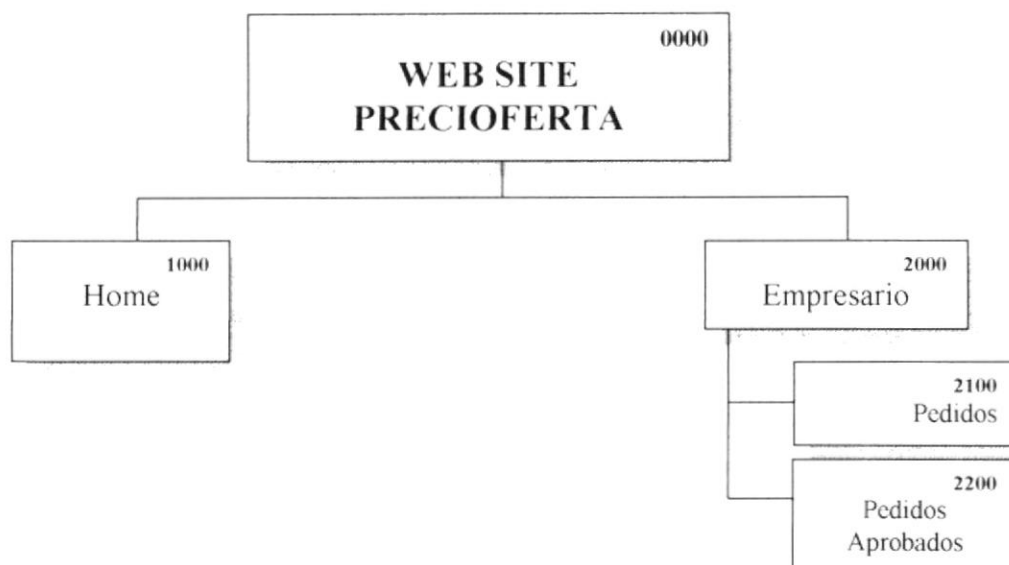 0000
WEB SITE
PRECIOFERTA
1000
Home
2000
Empresario
2100
Pedidos
2200
Pedidos
Aprobados